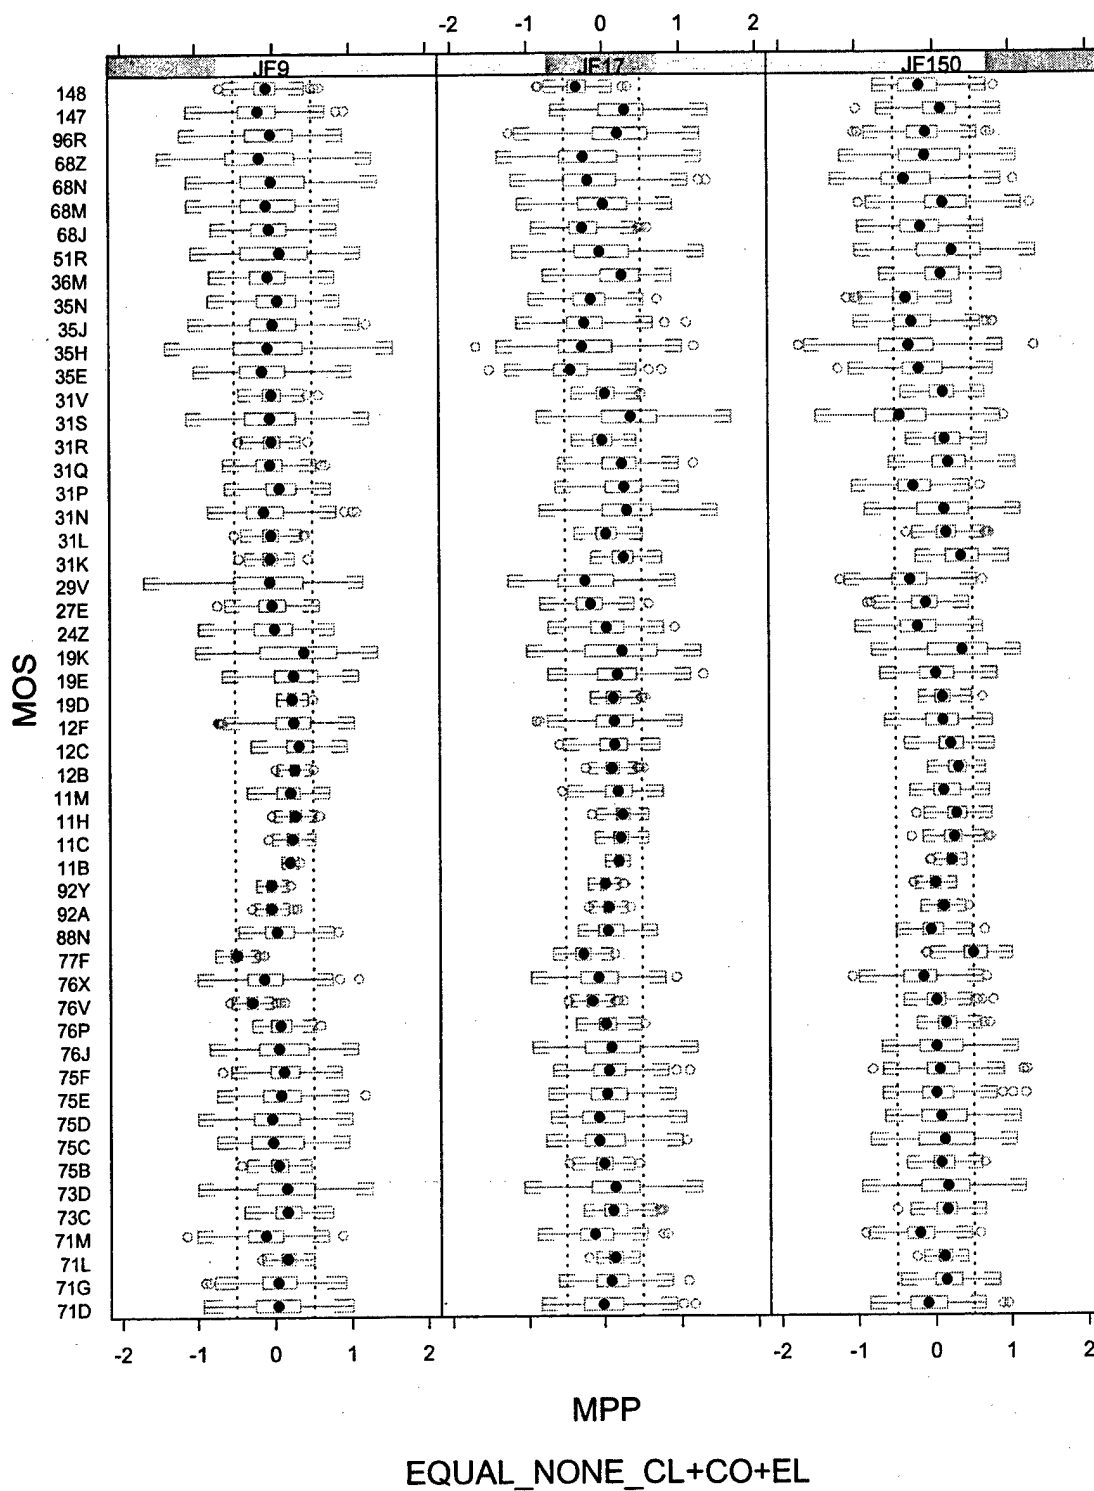 -2 -1 0 1 2
JF9 JF17 JF150
148
147
96R
68Z
68N
68M
68J
51R
36M
35N
35J
35H
35E
31V
31S
31R
31Q
31P
31N
31L
31K
29V
27E
24Z
19K
19E
19D
12F
12C
12B
11M
11H
11C
11B
92Y
92A
88N
77F
76X
76V
76P
76J
75F
75E
75D
75C
75B
73D
73C
71M
71L
71G
71D
MOS
-2 -1 0 1 2 -2 -1 0 1 2
MPP
EQUAL_NONE_CL+CO+EL